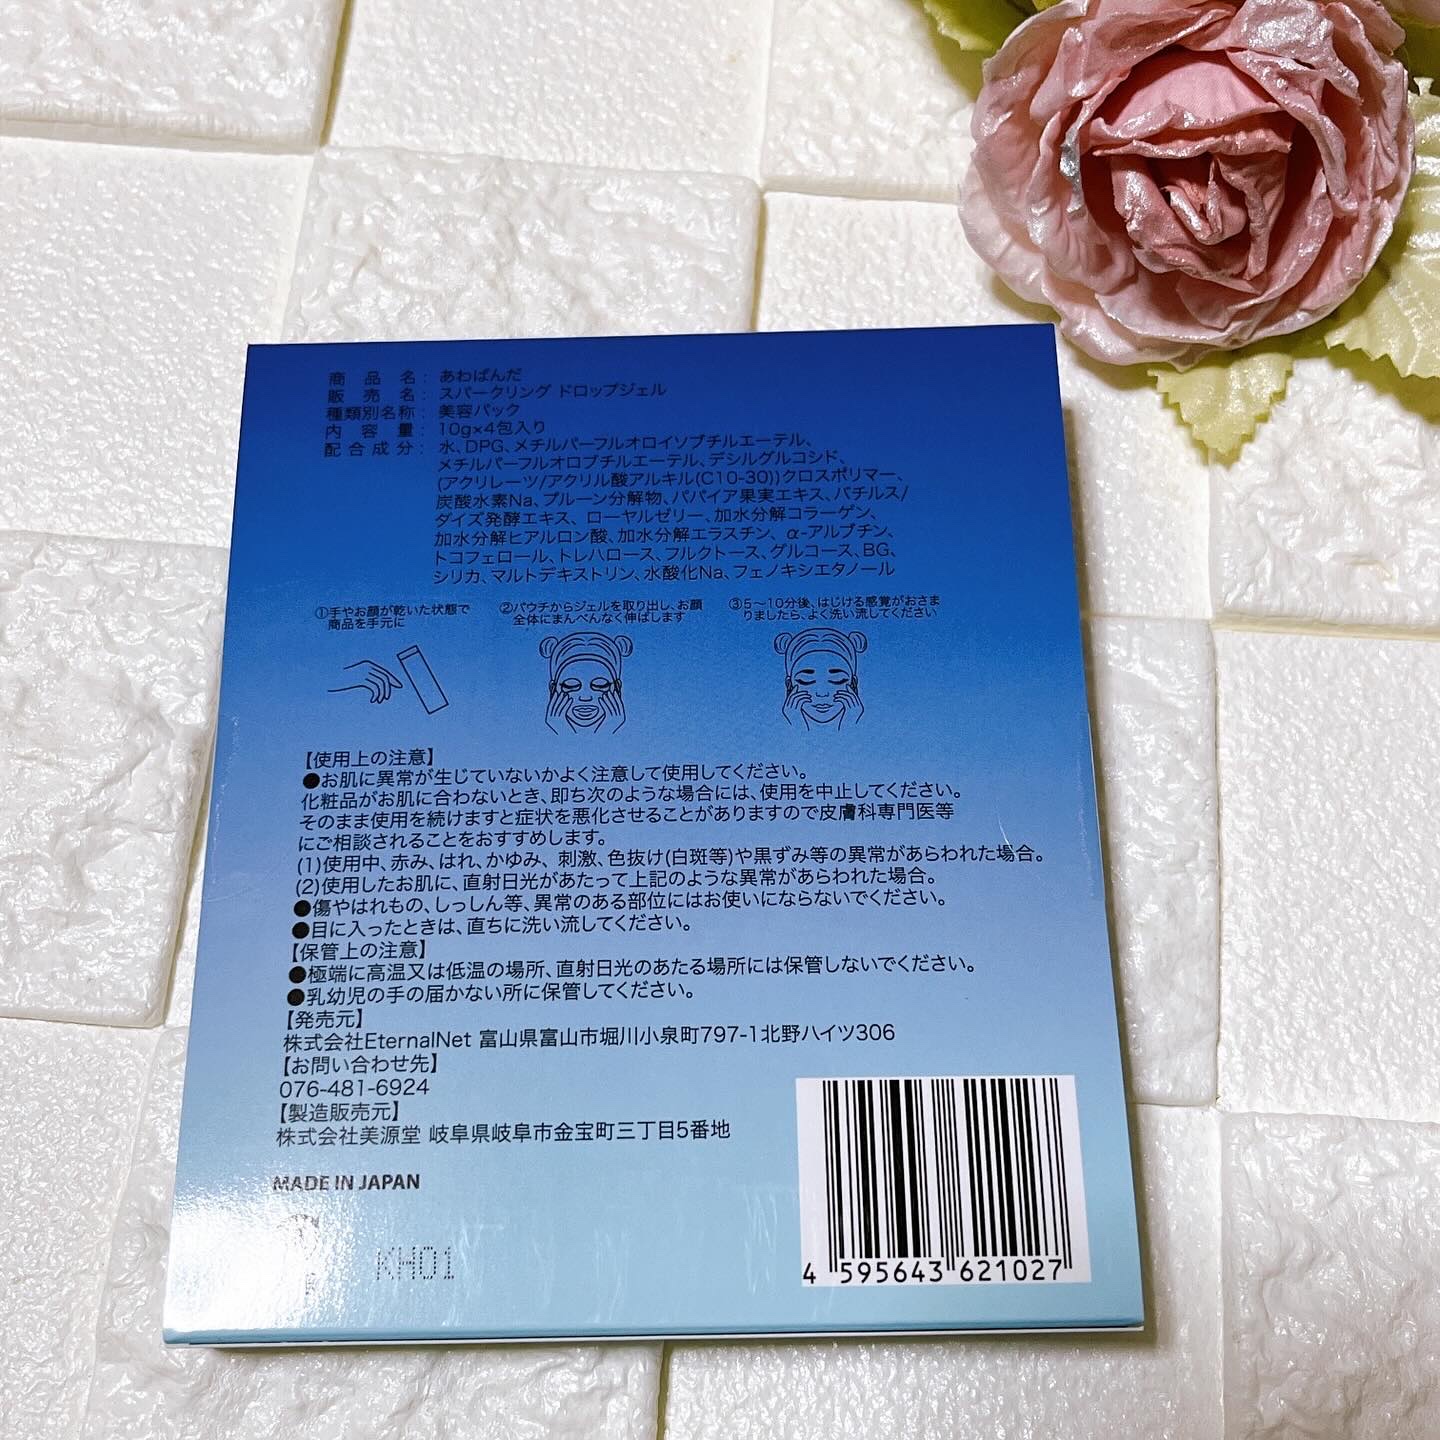 商品名:あわぱんだ
販売名:スパークリング ドロップジェル
種類別名称:美容パック
内容量:10g×4包入り
配合成分:水、DPG、メチルパーフルオロイソブチルエーテル、
メチルパーフルオロブチルエーテル、デシルグルコシド、
(アクリレーツ/アクリル酸アルキル(C10-30))クロスポリマー、
炭酸水素Na、プルーン分解物、パパイア果実エキス、バチルス/
ダイズ発酵エキス、ローヤルゼリー、加水分解コラーゲン、
加水分解ヒアルロン酸、加水分解エラスチン、α-アルブチン、
トコフェロール、トレハロース、フルクトース、グルコース、BG、
シリカ、マルトデキストリン、水酸化Na、フェノキシエタノール
①手やお顔が乾いた状態で
商品を手元に
②パウチからジェルを取り出し、お顔
全体にまんべんなく伸ばします
③5〜10分後、はじける感覚がおさま
りましたら、よく洗い流してください
【使用上の注意】
●お肌に異常が生じていないかよく注意して使用してください。
化粧品がお肌に合わないとき、即ち次のような場合には、使用を中止してください。
そのまま使用を続けますと症状を悪化させることがありますので皮膚科専門医等
にご相談されることをおすすめします。
(1)使用中、赤み、はれ、かゆみ、刺激、色抜け(白斑等)や黒ずみ等の異常があらわれた場合。
(2)使用したお肌に、直射日光があたって上記のような異常があらわれた場合。
●傷やはれもの、しっしん等、異常のある部位にはお使いにならないでください。
●目に入ったときは、直ちに洗い流してください。
【保管上の注意】
●極端に高温又は低温の場所、直射日光のあたる場所には保管しないでください。
●乳幼児の手の届かない所に保管してください。
【発売元】
株式会社EternalNet 富山県富山市堀川小泉町797-1北野ハイツ306
【お問い合わせ先】
076-481-6924
【製造販売元】
株式会社美源堂 岐阜県岐阜市金宝町三丁目5番地
MADE IN JAPAN
KH01
4 595643 621027